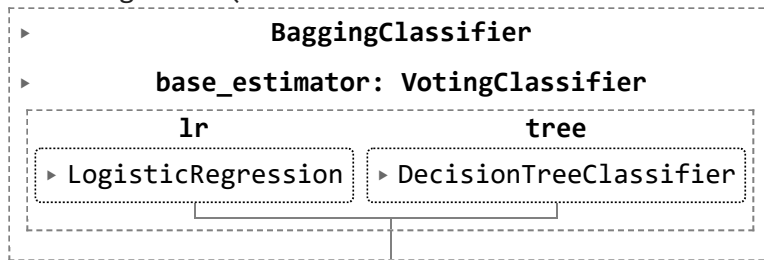 ▸ BaggingClassifier
▸ base_estimator: VotingClassifier
lr tree
▸ LogisticRegression ▸ DecisionTreeClassifier